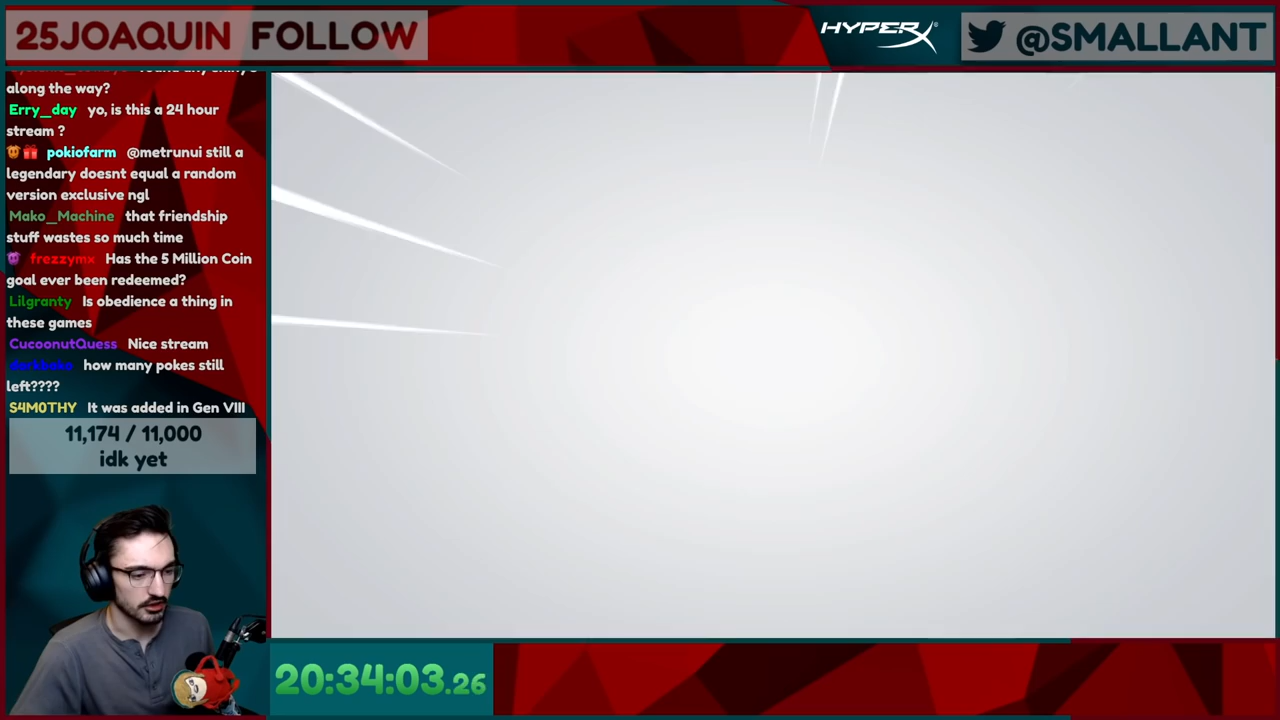 25JOAQUIN FOLLOW
HYPERX
@SMALLANT
along the way?
Erry__day yo, is this a 24 hour
stream ?
pokiofarm @metrunui still a
legendary doesnt equal a random
version exclusive ngl
Mako__Machine that friendship
stuff wastes so much time
frezzymx Has the 5 Million Coin
goal ever been redeemed?
Lilgranty Is obedience a thing in
these games
CucoonutQuess Nice stream
how many pokes still
left????
S4M0THY It was added in Gen VIII
11,174 / 11,000
idk yet
20:34:03.26